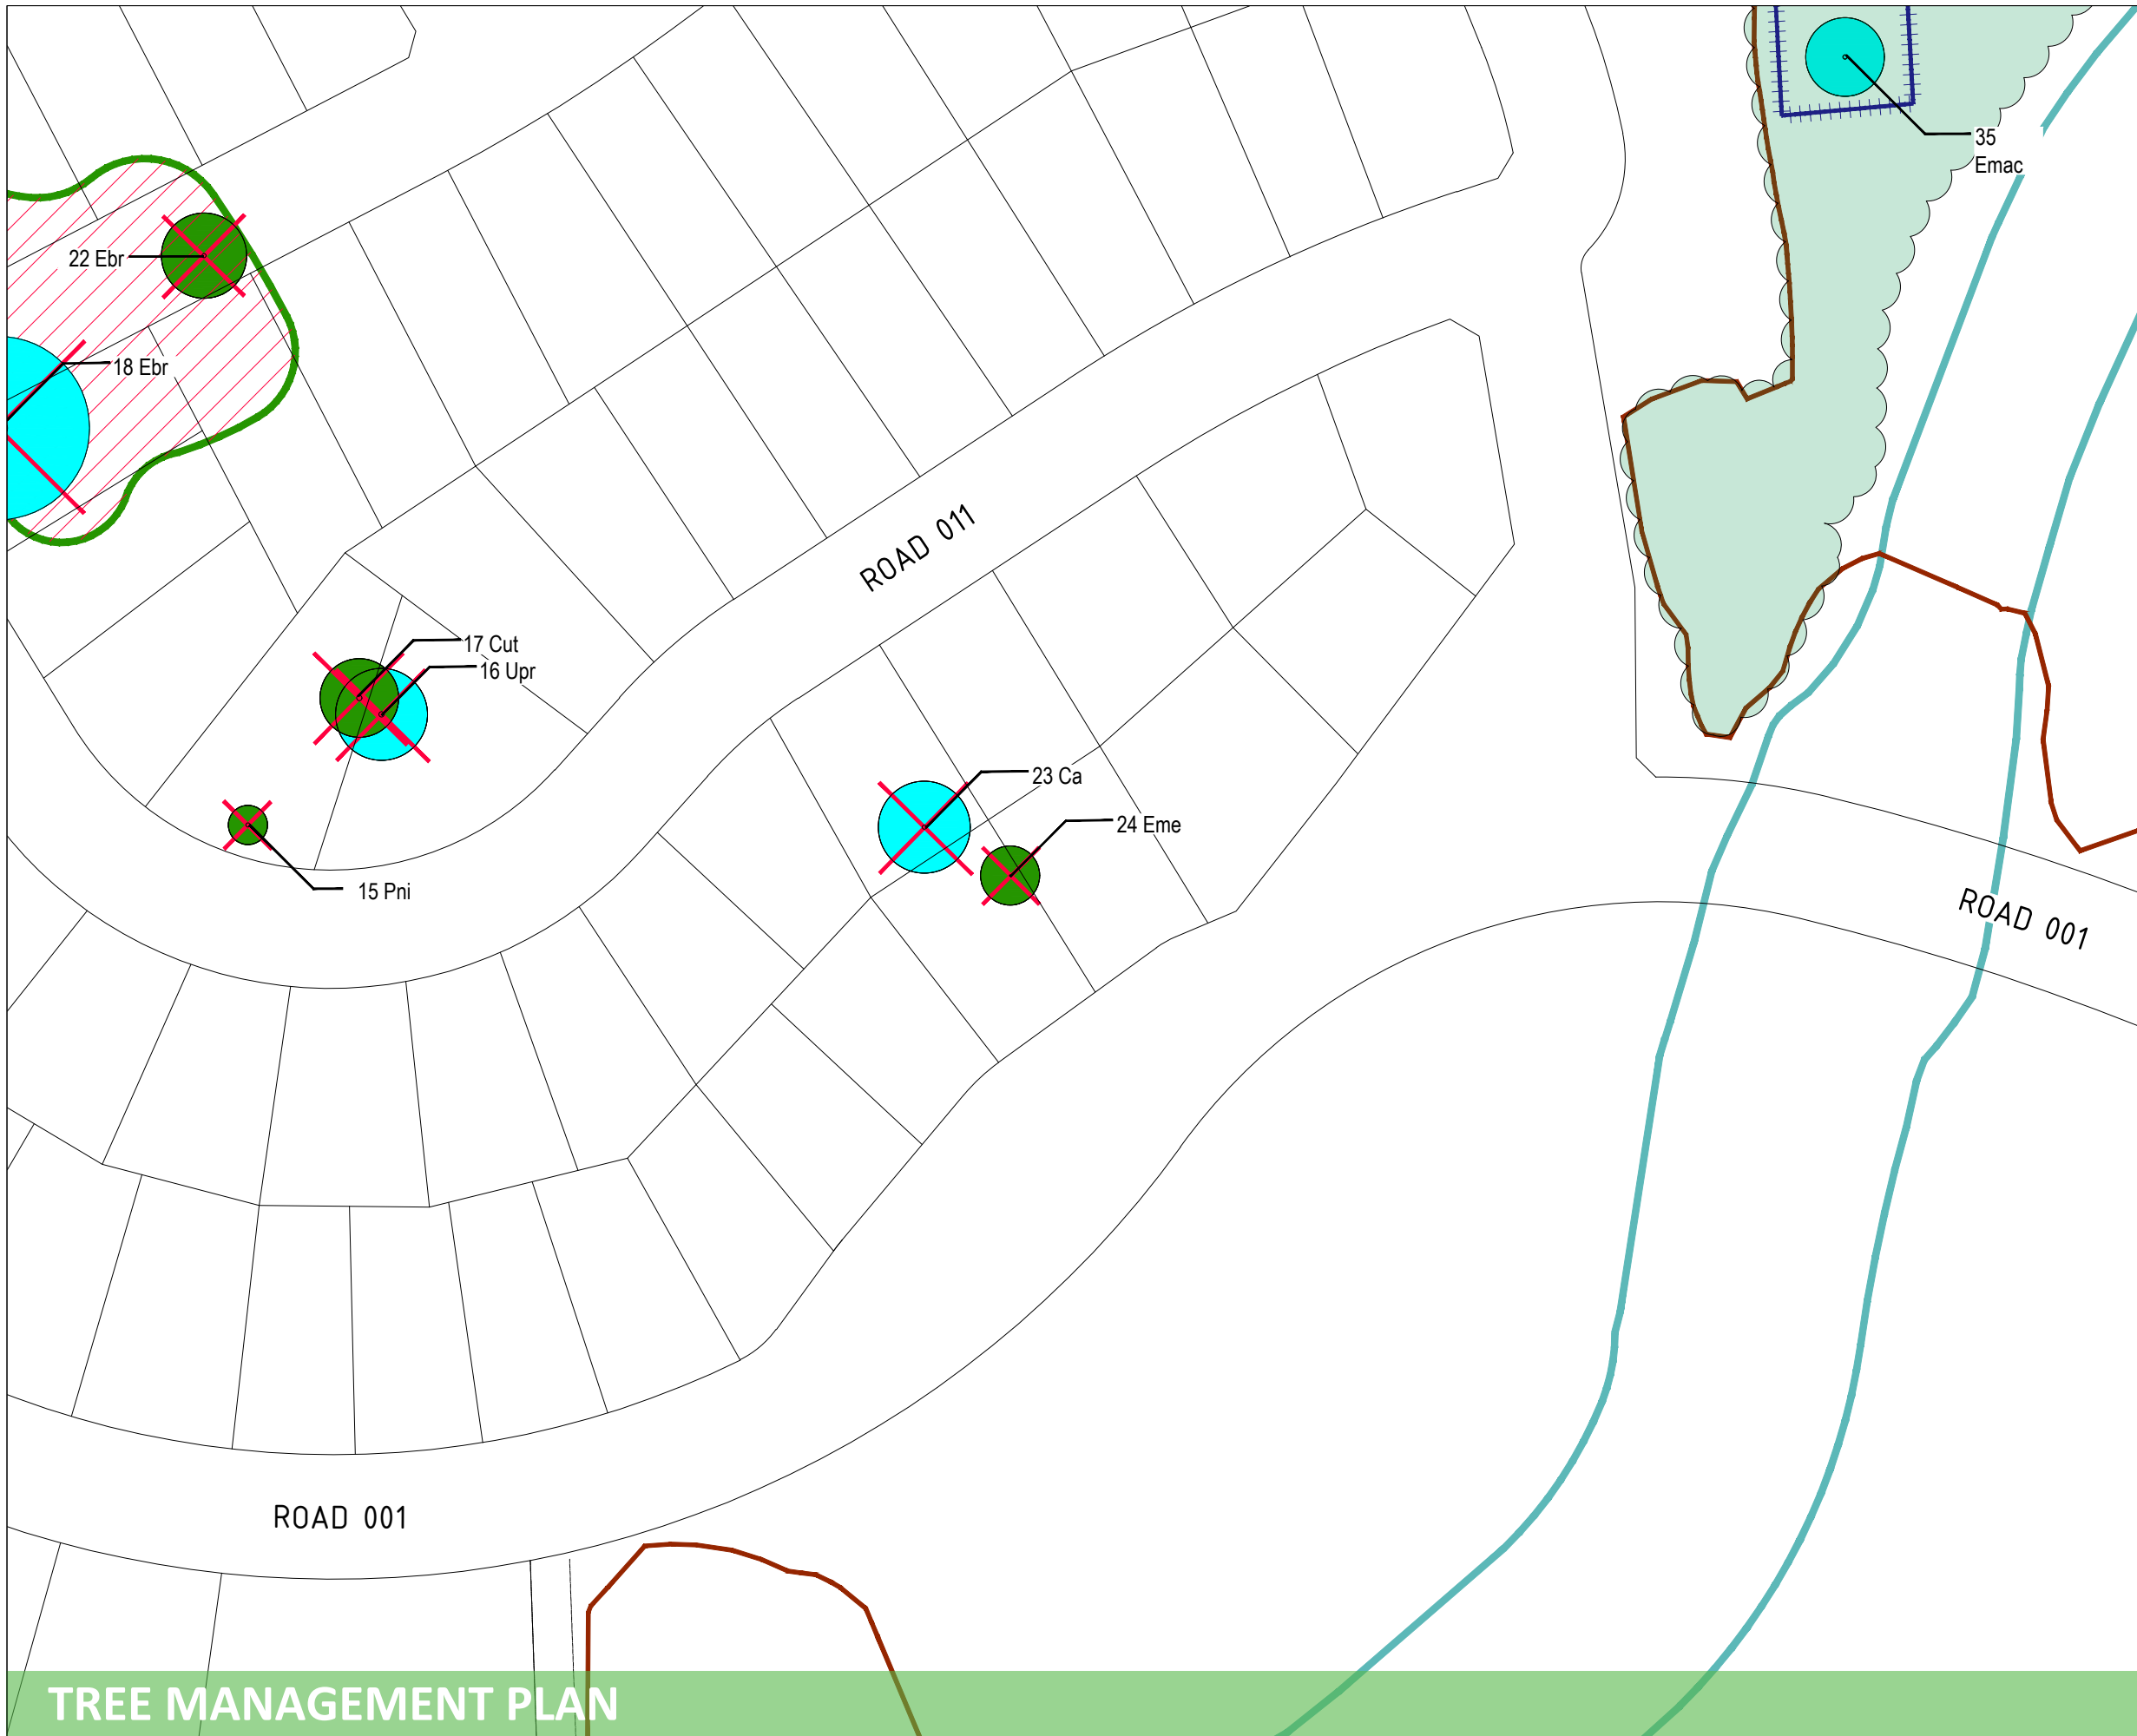 35
Emac
22 Ebr
18 Ebr
ROAD 011
17 Cut
16 Upr
23 Ca
24 Eme
15 Pni
ROAD 001
ROAD 001
TREE MANAGEMENT PLAN